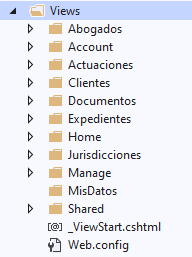 Views
Abogados
Account
Actuaciones
Clientes
Documentos
Expedientes
Home
Jurisdicciones
Manage
MisDatos
Shared
_ViewStart.cshtml
Web.config